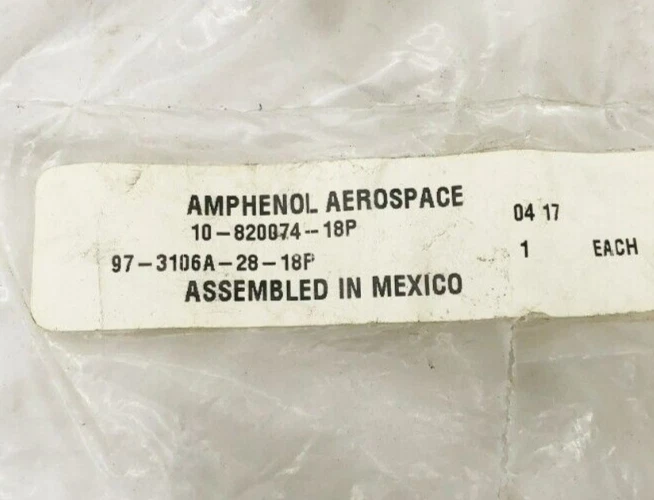 AMPHENOL AEROSPACE
10-820074-18P
04 17
97-3106A-28-18P
1 EACH
ASSEMBLED IN MEXICO